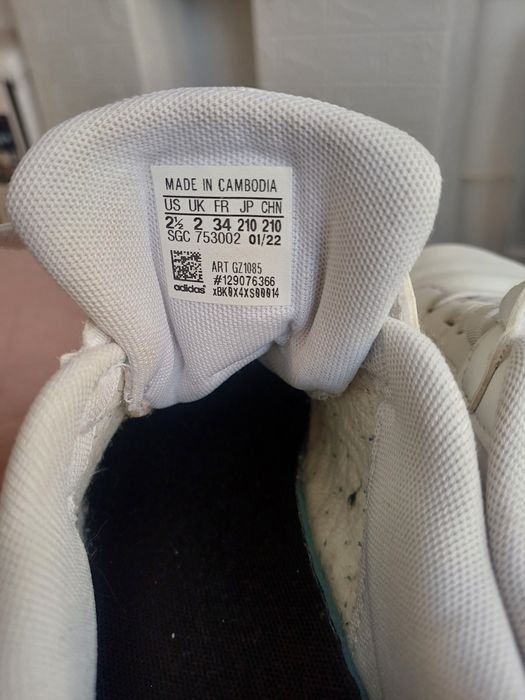 MADE IN CAMBODIA
US UK FR JP CHN
2½ 2 34 210 210
SGC 753002 01/22
ART GZ1085
#129076366
adidas® xBK0X4XS00014